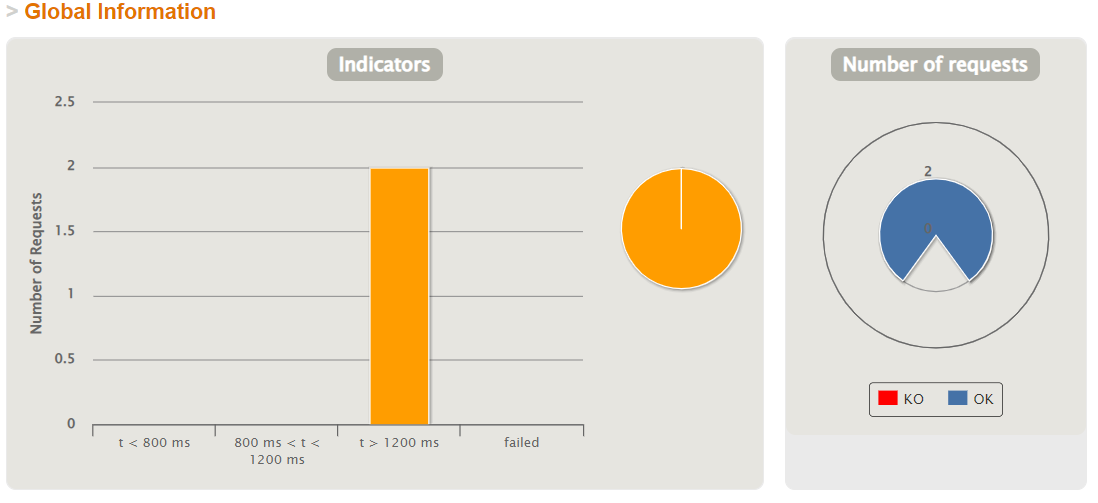 > Global Information
Indicators
Number of requests
2.5
2
1.5
1
0.5
0
Number of Requests
t < 800 ms
800 ms < t <
1200 ms
t > 1200 ms
failed
2
0
KO
OK